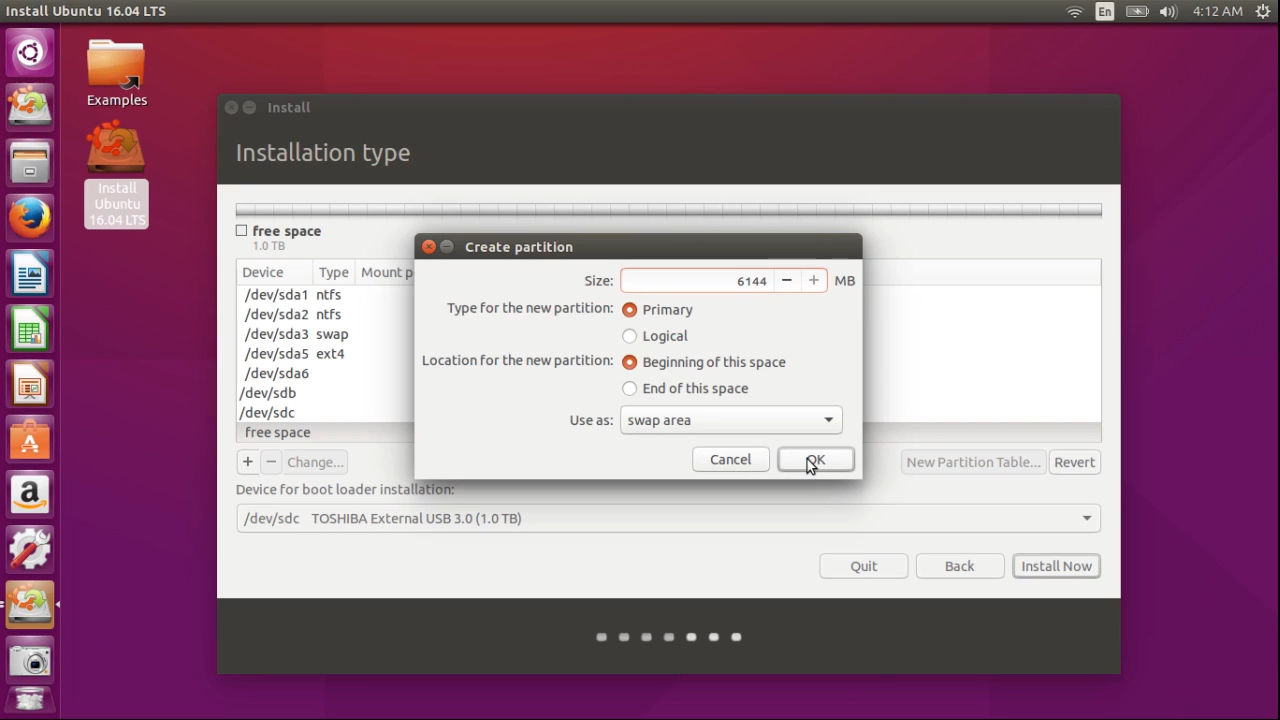 Install Ubuntu 16.04 LTS
En
4:12 AM
Examples
Install
Ubuntu
16.04 LTS
Install
Installation type
free space
1.0 TB
Device Type Mount p
/dev/sda1 ntfs
/dev/sda2 ntfs
/dev/sda3 swap
/dev/sda5 ext4
/dev/sda6
/dev/sdb
/dev/sdc
free space
Create partition
Size: 6144 MB
Type for the new partition: Primary
Logical
Location for the new partition: Beginning of this space
End of this space
Use as: swap area
Cancel OK
+ − Change... New Partition Table... Revert
Device for boot loader installation:
/dev/sdc TOSHIBA External USB 3.0 (1.0 TB)
Quit Back Install Now